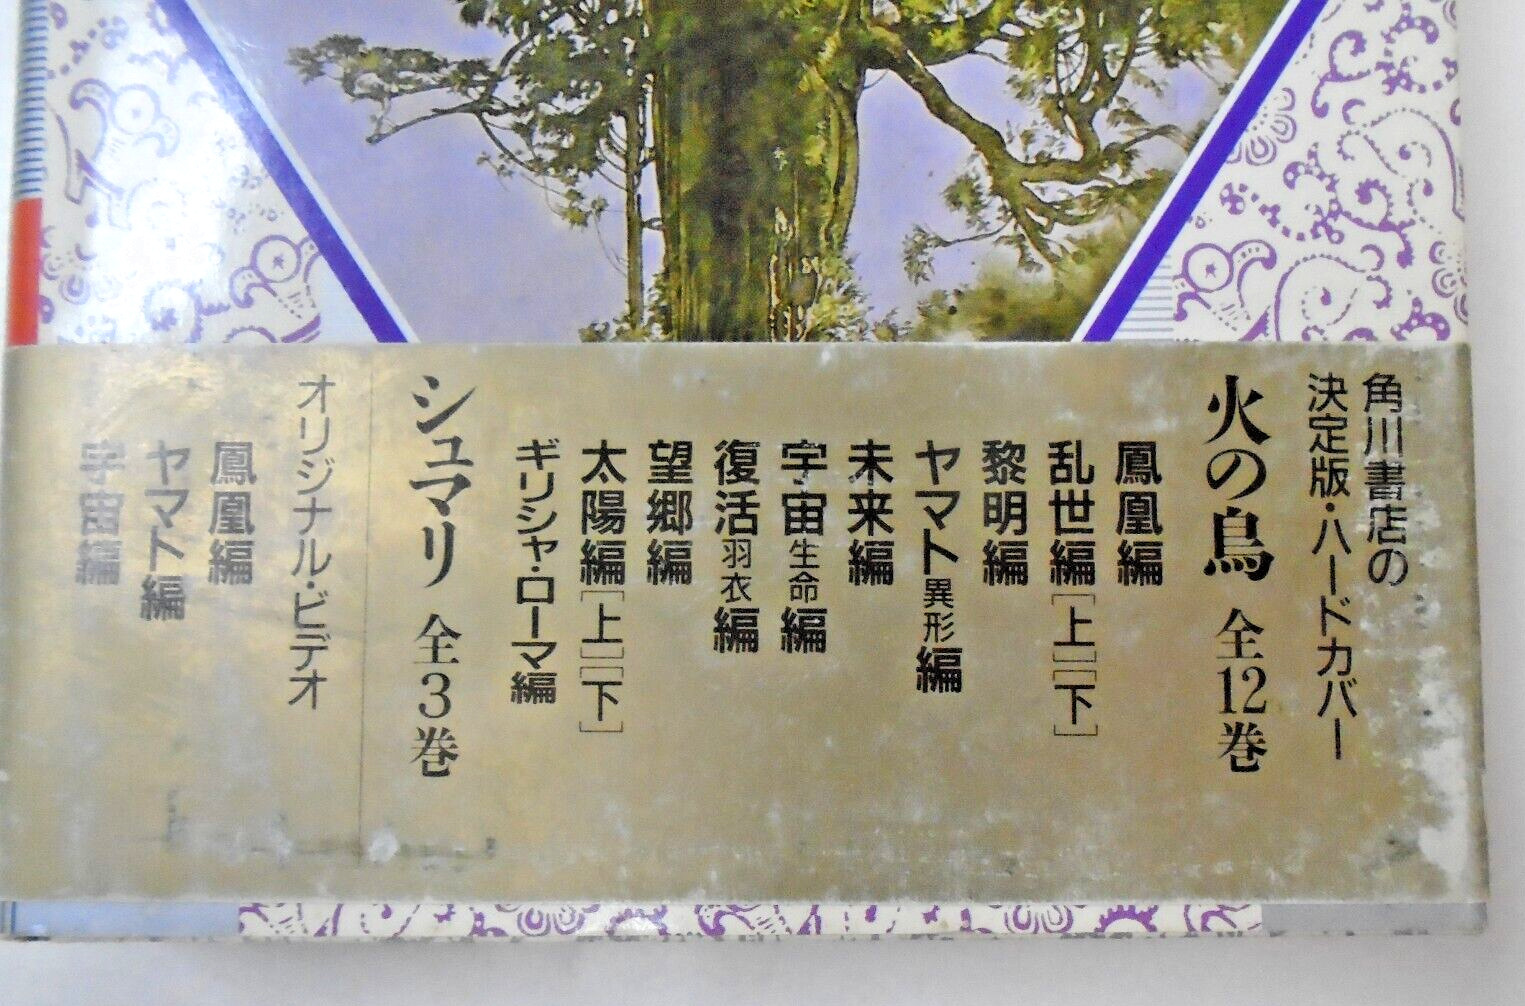 角川書店の
決定版・ハードカバー
火の鳥 全12巻
鳳凰編
乱世編[上][下]
黎明編
ヤマト異形編
未来編
宇宙生命編
復活羽衣編
望郷編
太陽編[上][下]
ギリシャ・ローマ編
シュマリ 全3巻
オリジナル・ビデオ
鳳凰編
ヤマト編
宇宙編